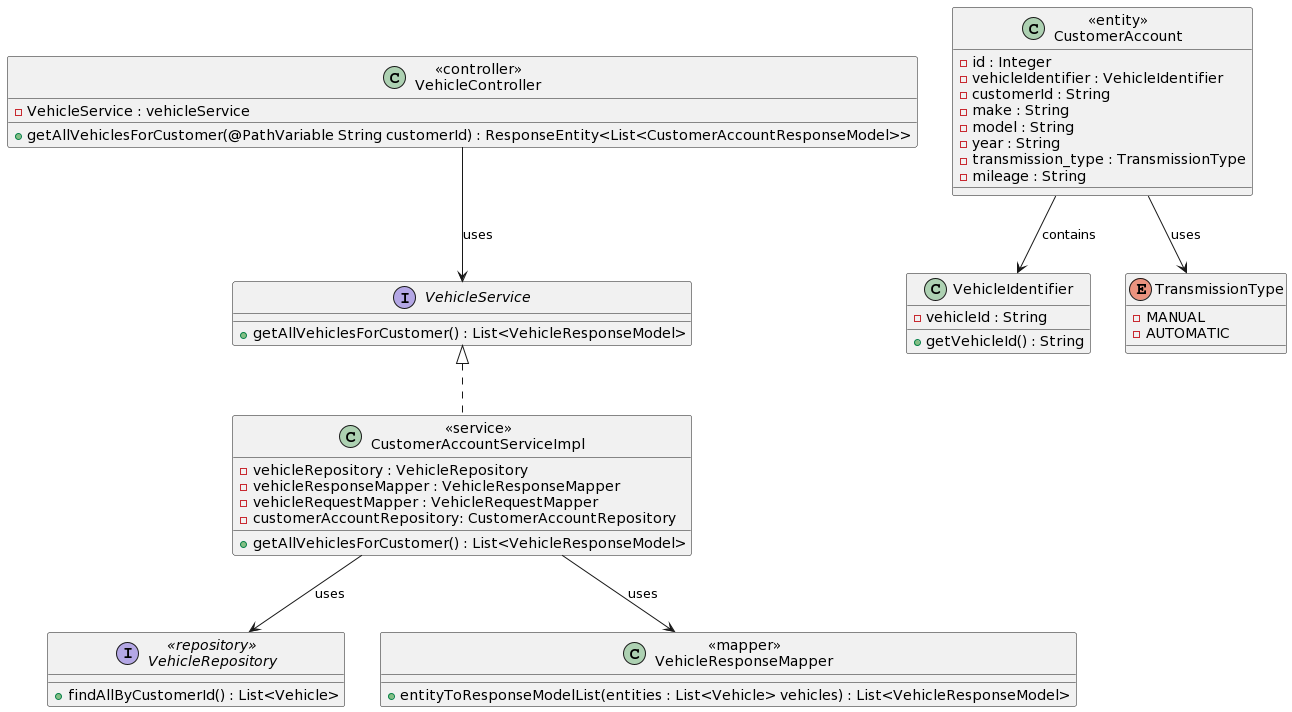 «controller»
C VehicleController
VehicleService : vehicleService
getAllVehiclesForCustomer(@PathVariable String customerId) : ResponseEntity<List<CustomerAccountResponseModel>>
«entity»
C CustomerAccount
id : Integer
vehicleIdentifier : VehicleIdentifier
customerId : String
make : String
model : String
year : String
transmission_type : TransmissionType
mileage : String
uses
contains
uses
I VehicleService
getAllVehiclesForCustomer() : List<VehicleResponseModel>
C VehicleIdentifier
vehicleId : String
getVehicleId() : String
E TransmissionType
MANUAL
AUTOMATIC
«service»
C CustomerAccountServiceImpl
vehicleRepository : VehicleRepository
vehicleResponseMapper : VehicleResponseMapper
vehicleRequestMapper : VehicleRequestMapper
customerAccountRepository: CustomerAccountRepository
getAllVehiclesForCustomer() : List<VehicleResponseModel>
uses
uses
«repository»
I VehicleRepository
findAllByCustomerId() : List<Vehicle>
«mapper»
C VehicleResponseMapper
entityToResponseModelList(entities : List<Vehicle> vehicles) : List<VehicleResponseModel>